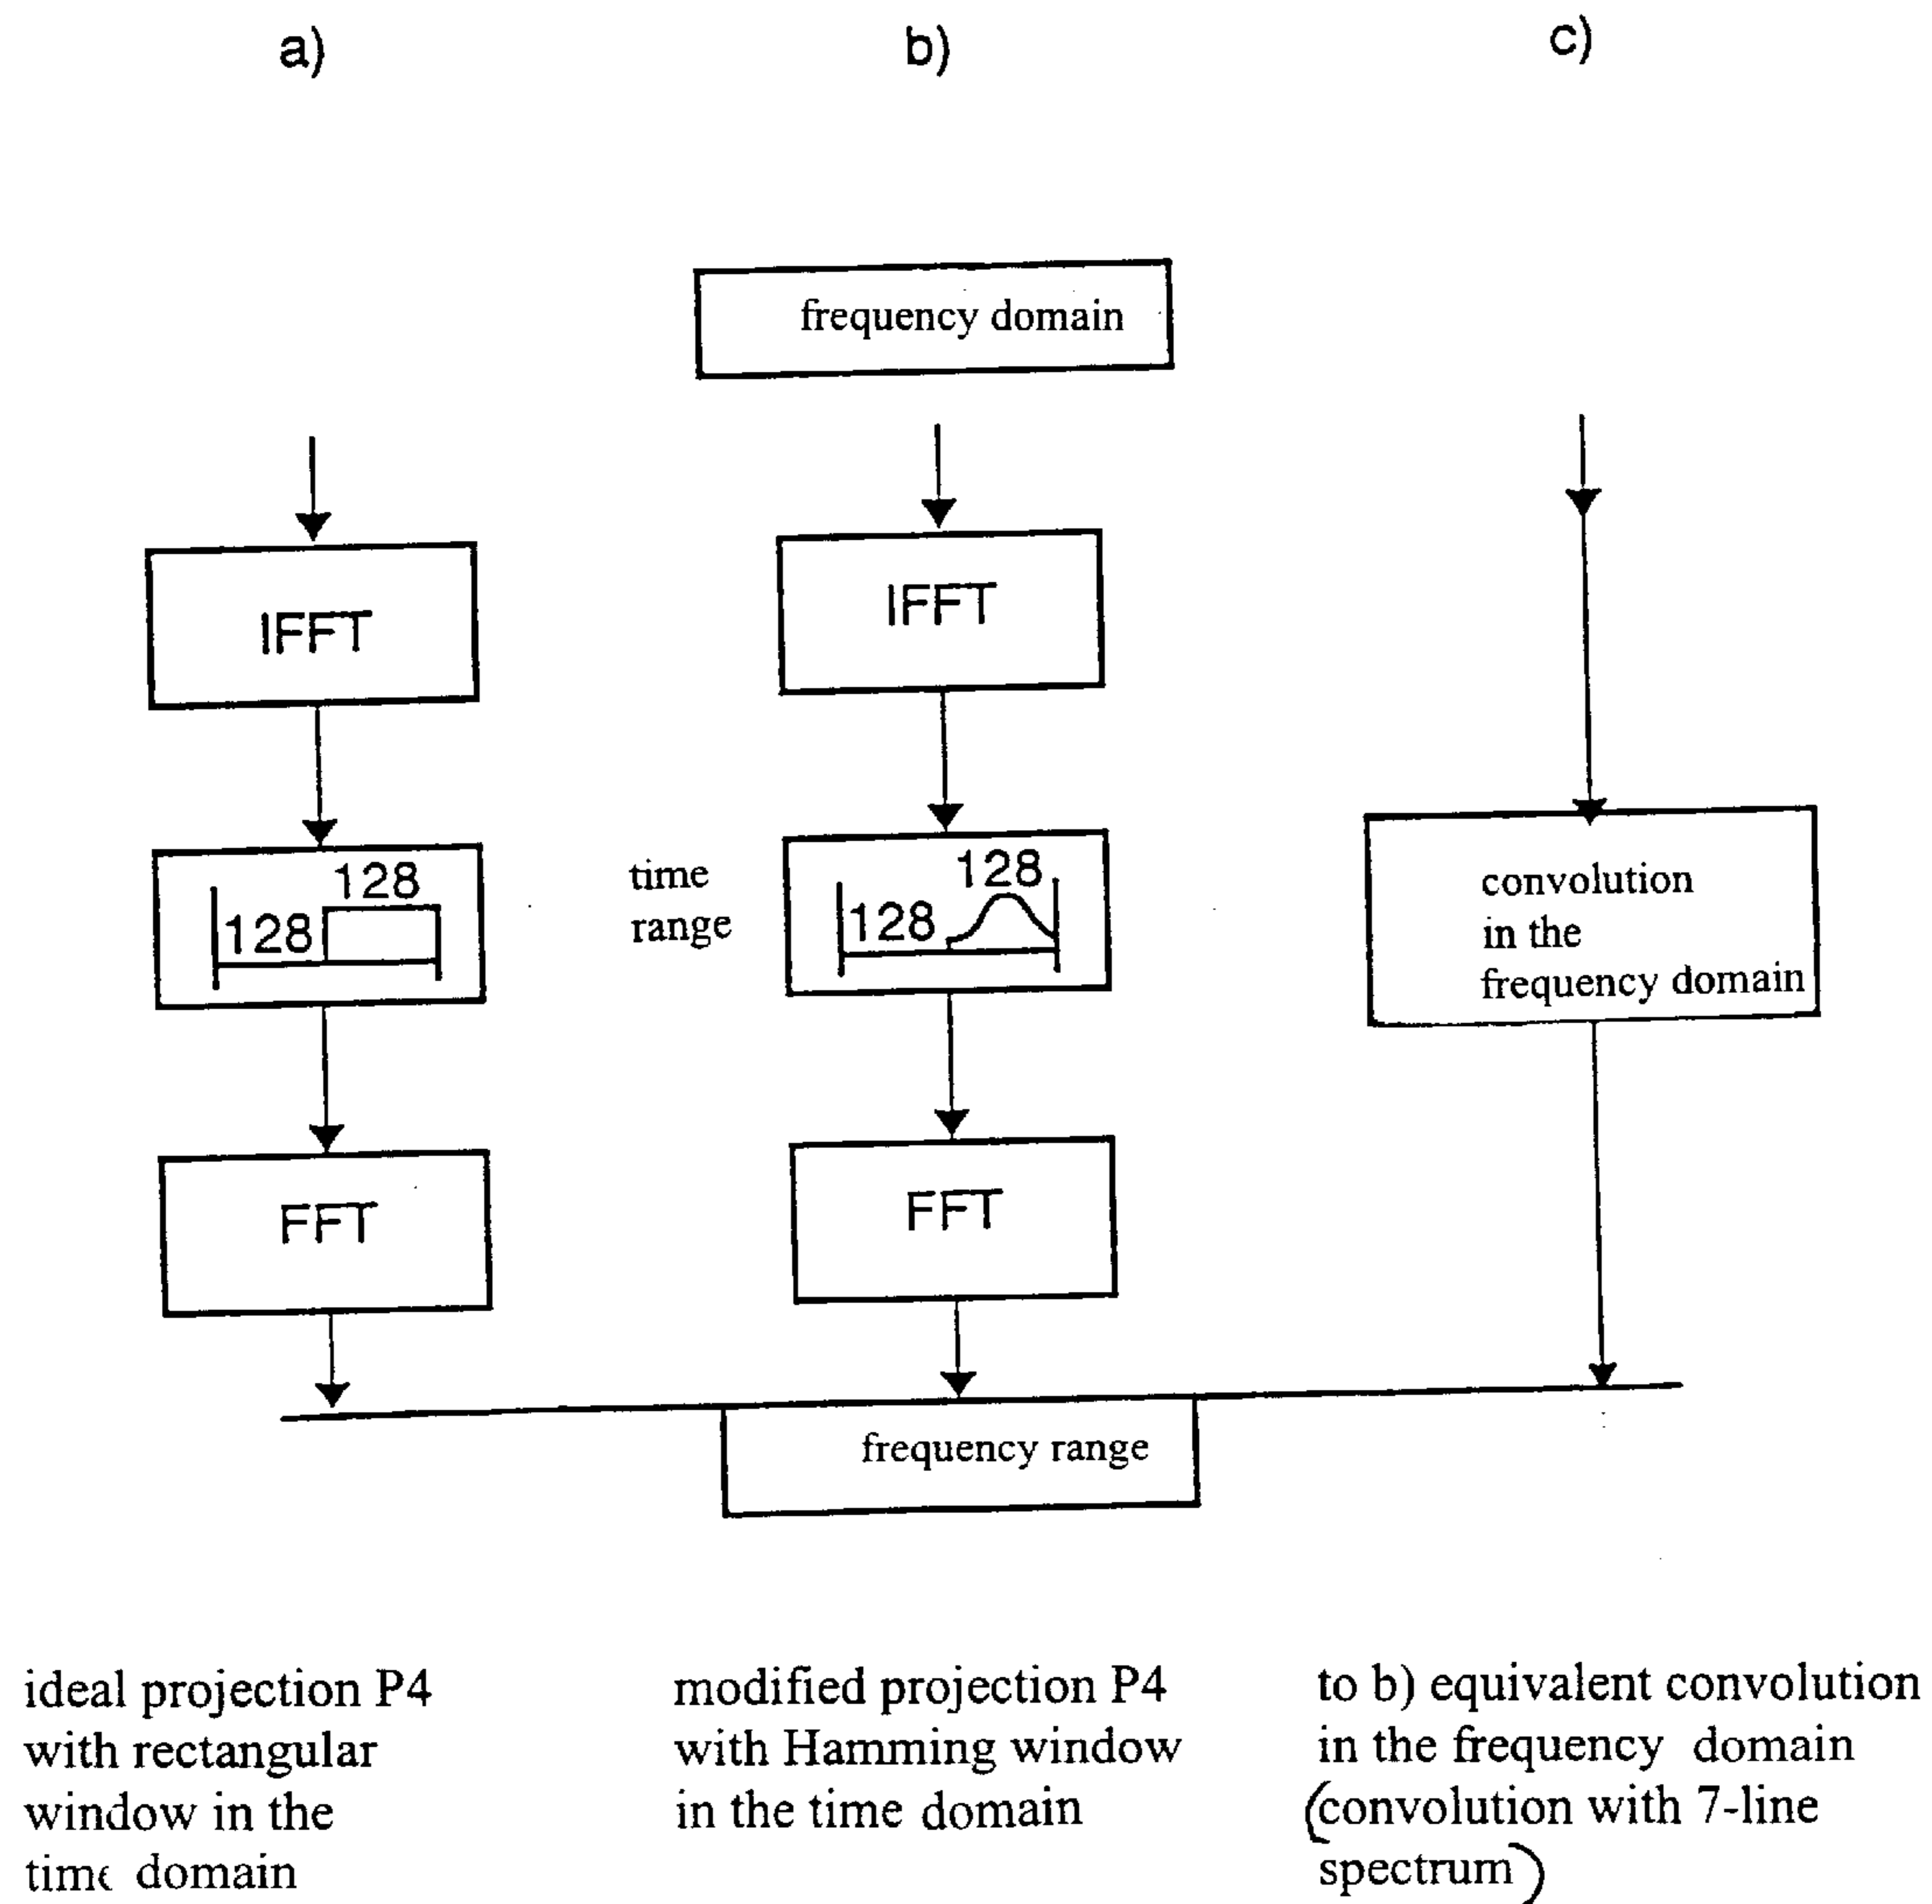 a)
b)
c)
frequency domain
IFFT
IFFT
128
128
time
range
128
128
convolution
in the
frequency domain
FFT
FFT
frequency range
ideal projection P4
with rectangular
window in the
time domain
modified projection P4
with Hamming window
in the time domain
to b) equivalent convolution
in the frequency domain
(convolution with 7-line
spectrum)